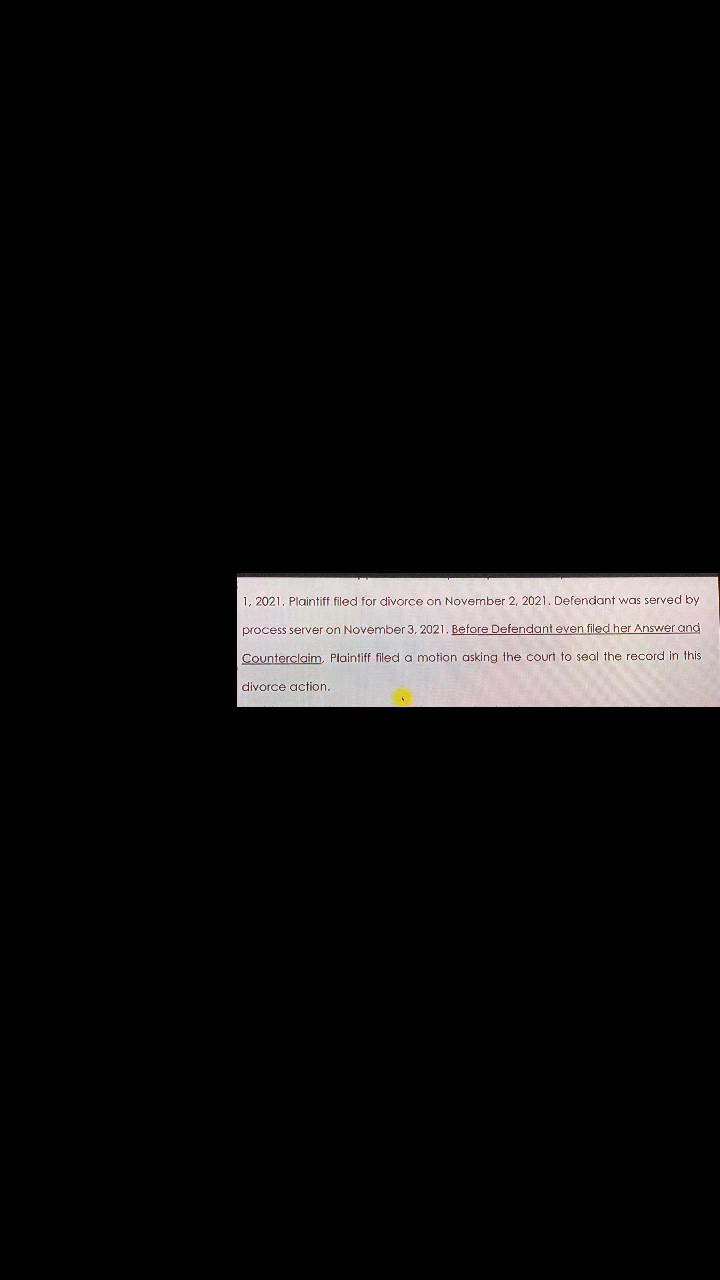 1, 2021. Plaintiff filed for divorce on November 2, 2021. Defendant was served by
process server on November 3, 2021. Before Defendant even filed her Answer and
Counterclaim, Plaintiff filed a motion asking the court to seal the record in this
divorce action.